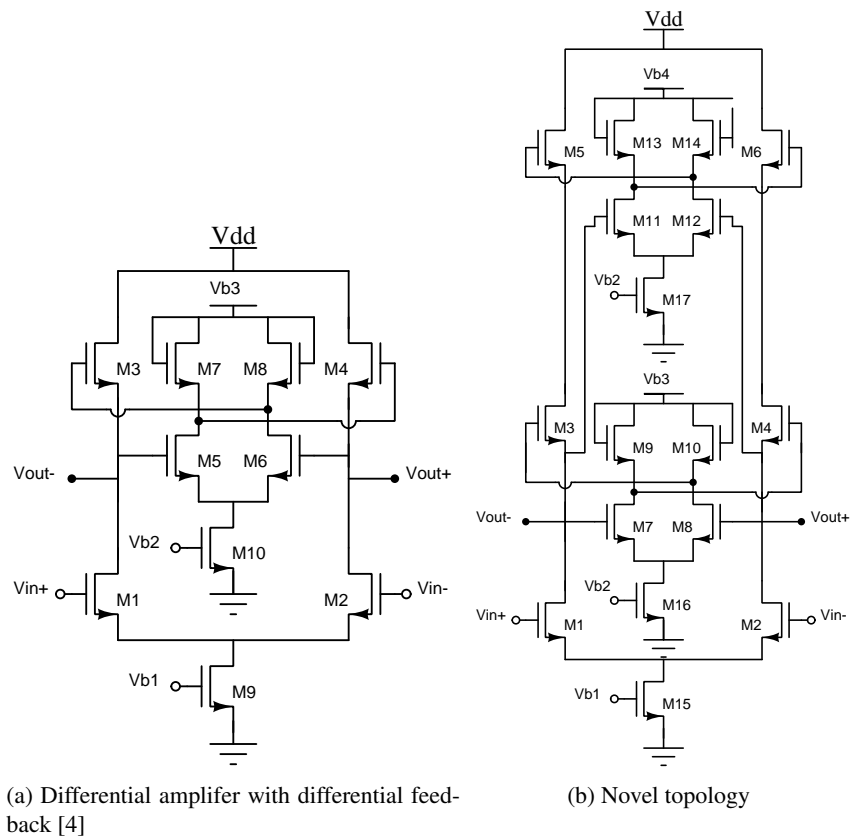 Vdd
Vb3
M3
M7
M8
M4
M5
M6
Vout-
Vout+
Vb2
M10
Vin+
M1
M2
Vin-
Vb1
M9
(a) Differential amplifer with differential feed-
back [4]
Vdd
Vb4
M5
M13
M14
M6
M11
M12
Vb2
M17
Vb3
M3
M9
M10
M4
Vout-
M7
M8
Vout+
Vb2
M16
Vin+
M1
M2
Vin-
Vb1
M15
(b) Novel topology